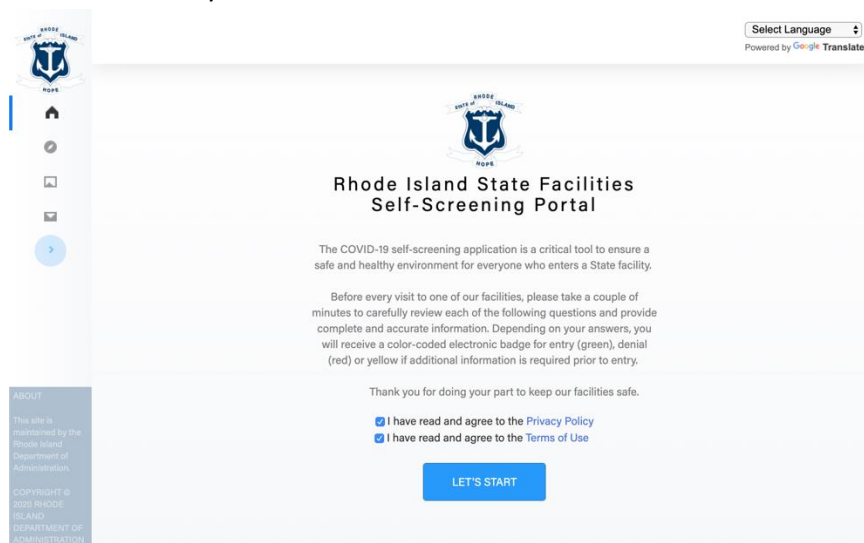 STATE of RHODE ISLAND
HOPE
Select Language
Powered by Google Translate
STATE of RHODE ISLAND
HOPE
Rhode Island State Facilities
Self-Screening Portal
The COVID-19 self-screening application is a critical tool to ensure a
safe and healthy environment for everyone who enters a State facility.
Before every visit to one of our facilities, please take a couple of
minutes to carefully review each of the following questions and provide
complete and accurate information. Depending on your answers, you
will receive a color-coded electronic badge for entry (green), denial
(red) or yellow if additional information is required prior to entry.
Thank you for doing your part to keep our facilities safe.
I have read and agree to the Privacy Policy
I have read and agree to the Terms of Use
LET'S START
ABOUT
This site is
maintained by the
Rhode Island
Department of
Administration.
COPYRIGHT ©
2020 RHODE
ISLAND
DEPARTMENT OF
ADMINISTRATION